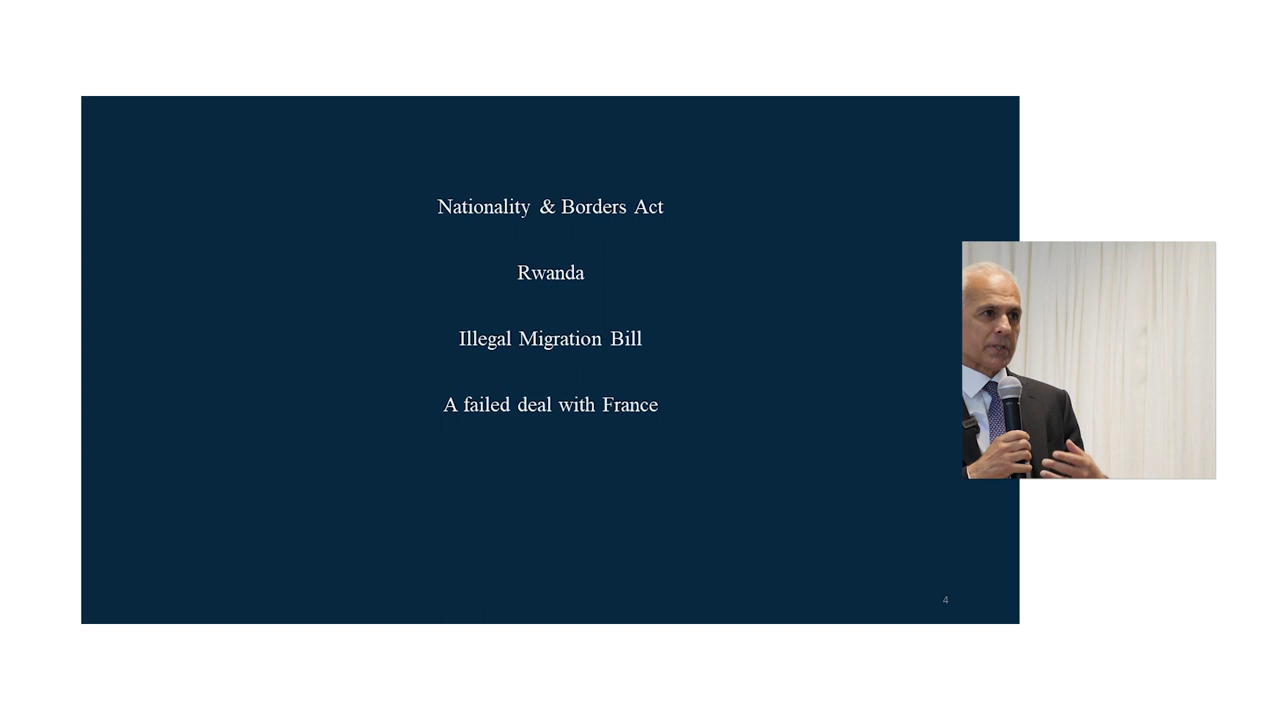 Nationality & Borders Act
Rwanda
Illegal Migration Bill
A failed deal with France
4